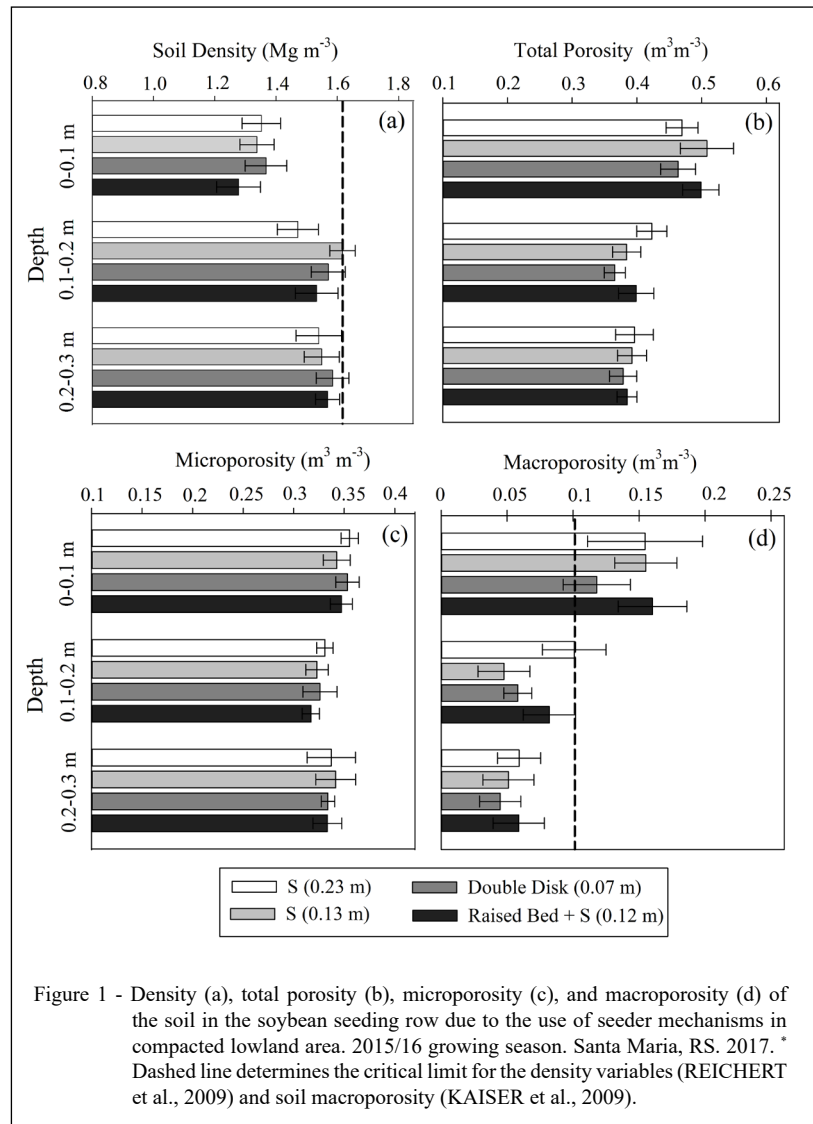 Soil Density (Mg m⁻³)
0.8 1.0 1.2 1.4 1.6 1.8
(a)
Depth
0-0.1 m
0.1-0.2 m
0.2-0.3 m
Total Porosity (m³m⁻³)
0.1 0.2 0.3 0.4 0.5 0.6
(b)
Microporosity (m³ m⁻³)
0.1 0.15 0.2 0.25 0.3 0.35 0.4
(c)
Depth
0-0.1 m
0.1-0.2 m
0.2-0.3 m
Macroporosity (m³m⁻³)
0 0.05 0.1 0.15 0.2 0.25
(d)
S (0.23 m) Double Disk (0.07 m)
S (0.13 m) Raised Bed + S (0.12 m)
Figure 1 - Density (a), total porosity (b), microporosity (c), and macroporosity (d) of
the soil in the soybean seeding row due to the use of seeder mechanisms in
compacted lowland area. 2015/16 growing season. Santa Maria, RS. 2017. *
Dashed line determines the critical limit for the density variables (REICHERT
et al., 2009) and soil macroporosity (KAISER et al., 2009).